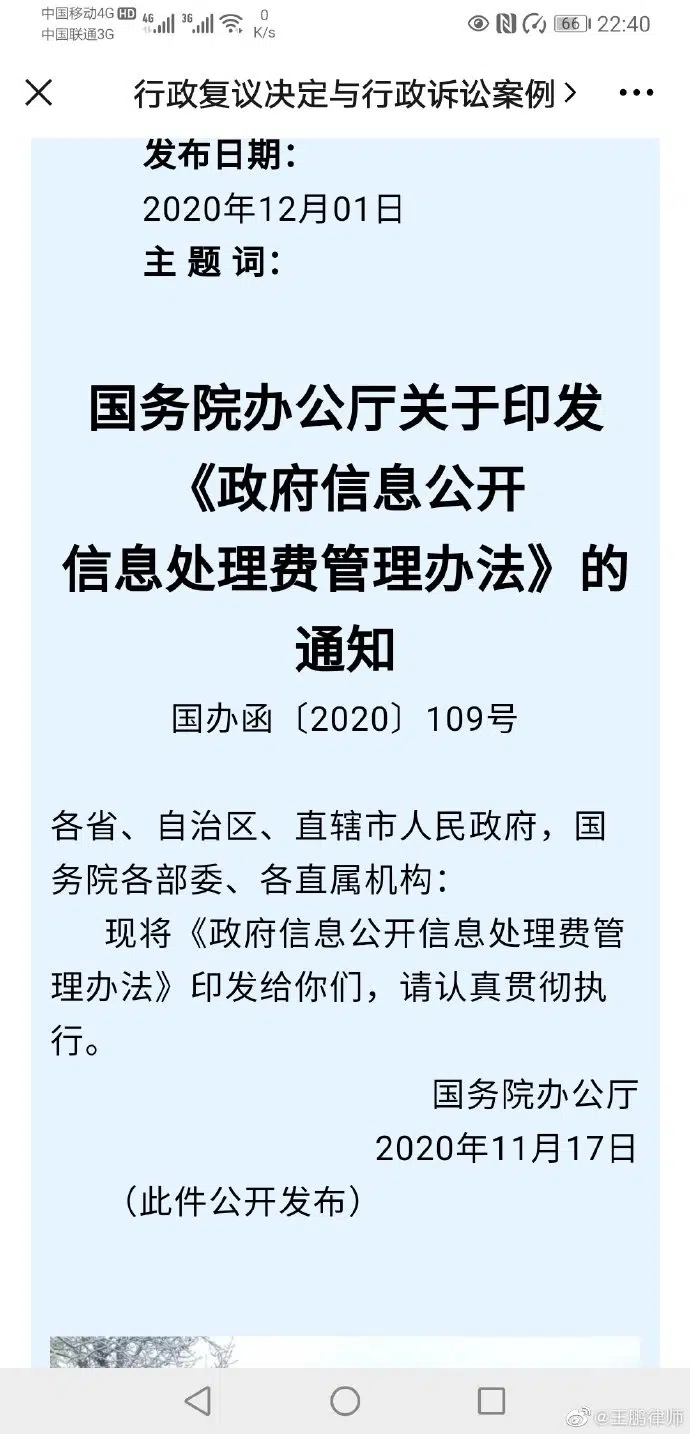 中国移动4G HD 4G 3G 0 K/s 66 22:40
中国联通3G
行政复议决定与行政诉讼案例
发布日期：
2020年12月01日
主 题 词：
国务院办公厅关于印发
《政府信息公开
信息处理费管理办法》的
通知
国办函〔2020〕109号
各省、自治区、直辖市人民政府，国
务院各部委、各直属机构：
现将《政府信息公开信息处理费管
理办法》印发给你们，请认真贯彻执
行。
国务院办公厅
2020年11月17日
（此件公开发布）
@王鹏律师